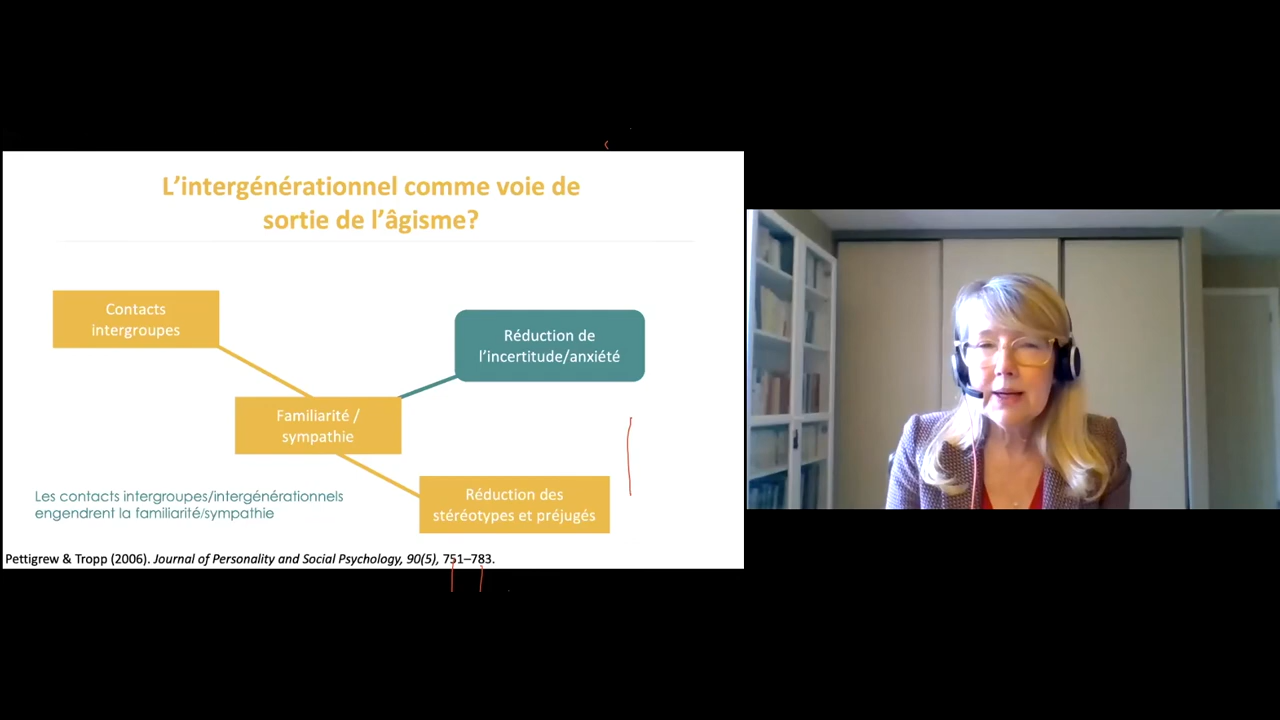 L'intergénérationnel comme voie de
sortie de l'âgisme?
Contacts
intergroupes
Réduction de
l'incertitude/anxiété
Familiarité /
sympathie
Réduction des
stéréotypes et préjugés
Les contacts intergroupes/intergénérationnels
engendrent la familiarité/sympathie
Pettigrew & Tropp (2006). Journal of Personality and Social Psychology, 90(5), 751–783.